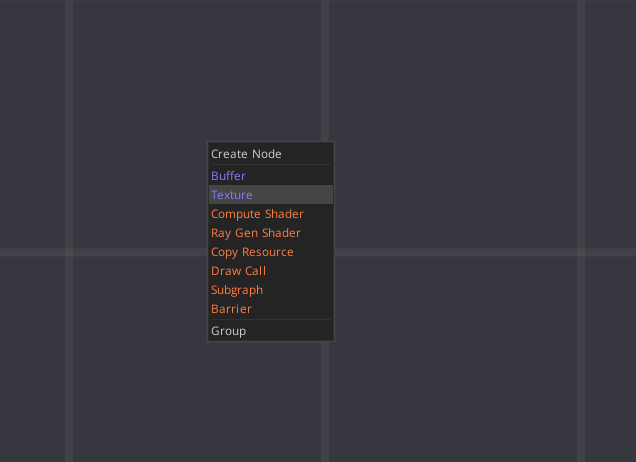 Create Node
Buffer
Texture
Compute Shader
Ray Gen Shader
Copy Resource
Draw Call
Subgraph
Barrier
Group